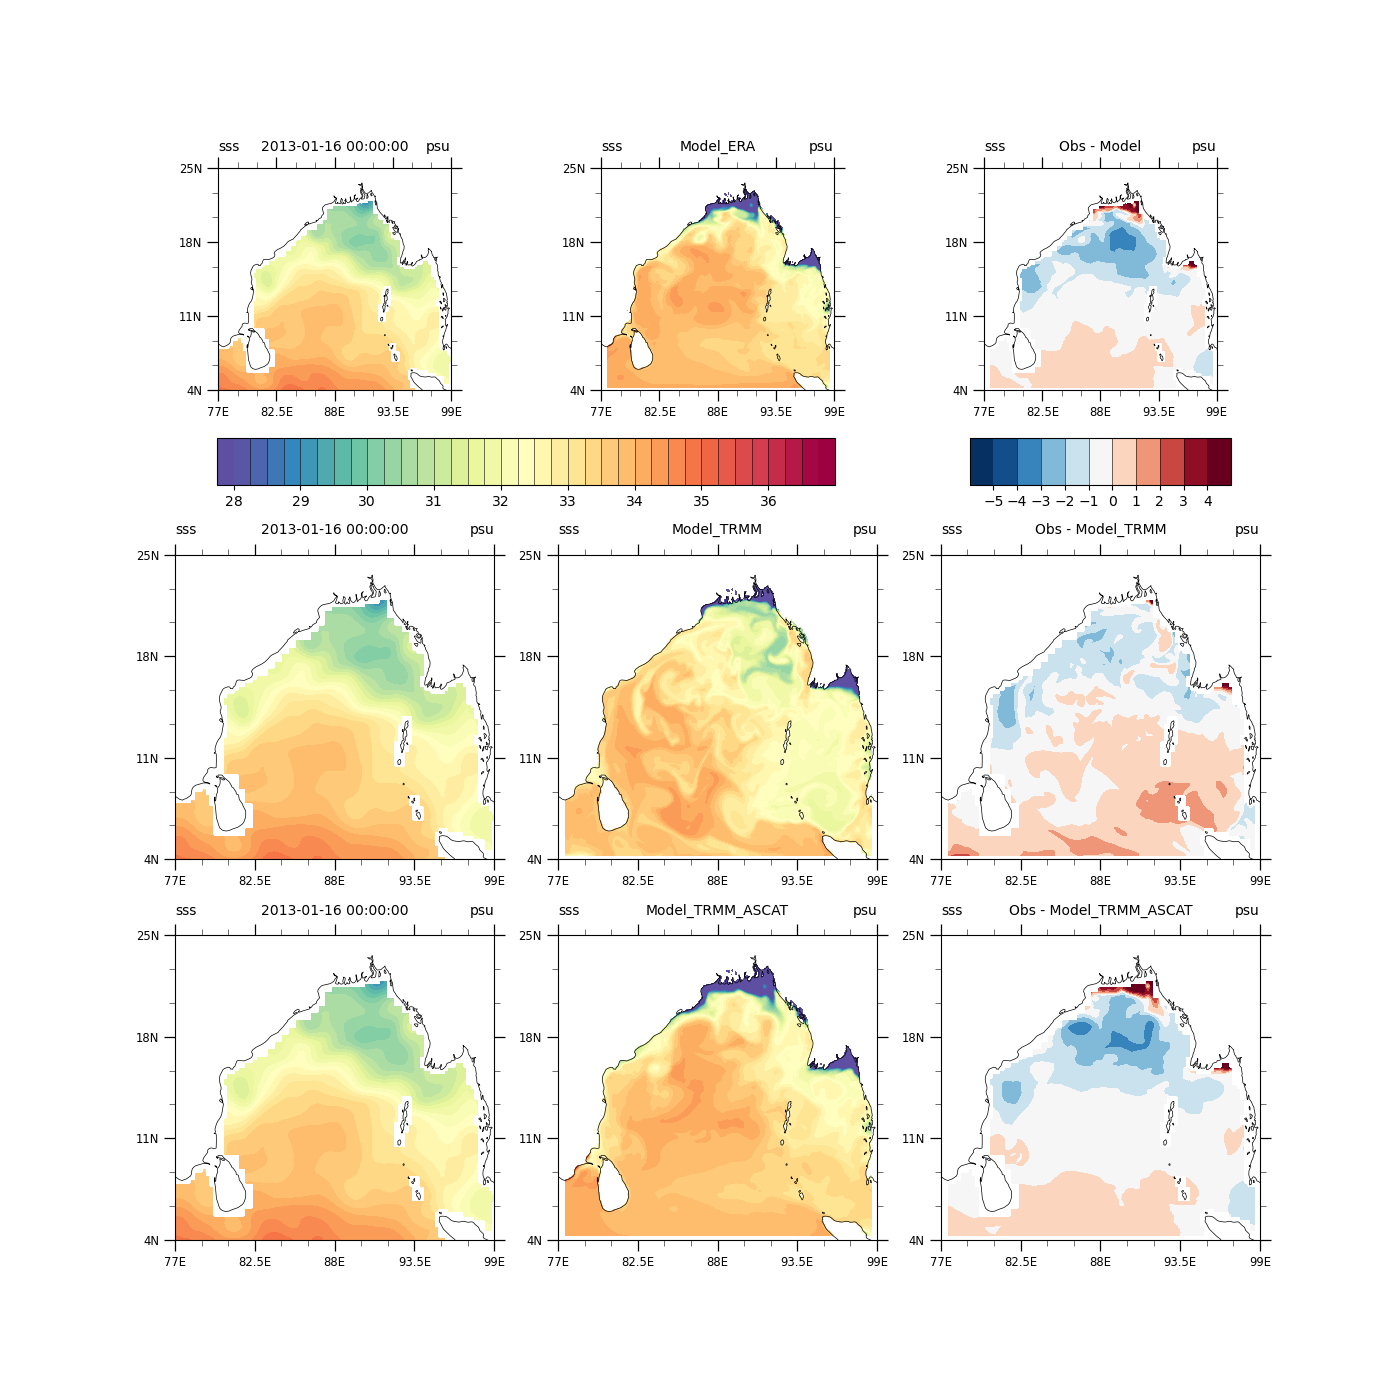 sss 2013-01-16 00:00:00 psu
sss Model_ERA psu
sss Obs - Model psu
25N
18N
11N
4N
77E 82.5E 88E 93.5E 99E
25N
18N
11N
4N
77E 82.5E 88E 93.5E 99E
25N
18N
11N
4N
77E 82.5E 88E 93.5E 99E
28 29 30 31 32 33 34 35 36
−5 −4 −3 −2 −1 0 1 2 3 4
sss 2013-01-16 00:00:00 psu
sss Model_TRMM psu
sss Obs - Model_TRMM psu
25N
18N
11N
4N
77E 82.5E 88E 93.5E 99E
25N
18N
11N
4N
77E 82.5E 88E 93.5E 99E
25N
18N
11N
4N
77E 82.5E 88E 93.5E 99E
sss 2013-01-16 00:00:00 psu
sss Model_TRMM_ASCAT psu
sss Obs - Model_TRMM_ASCAT psu
25N
18N
11N
4N
77E 82.5E 88E 93.5E 99E
25N
18N
11N
4N
77E 82.5E 88E 93.5E 99E
25N
18N
11N
4N
77E 82.5E 88E 93.5E 99E